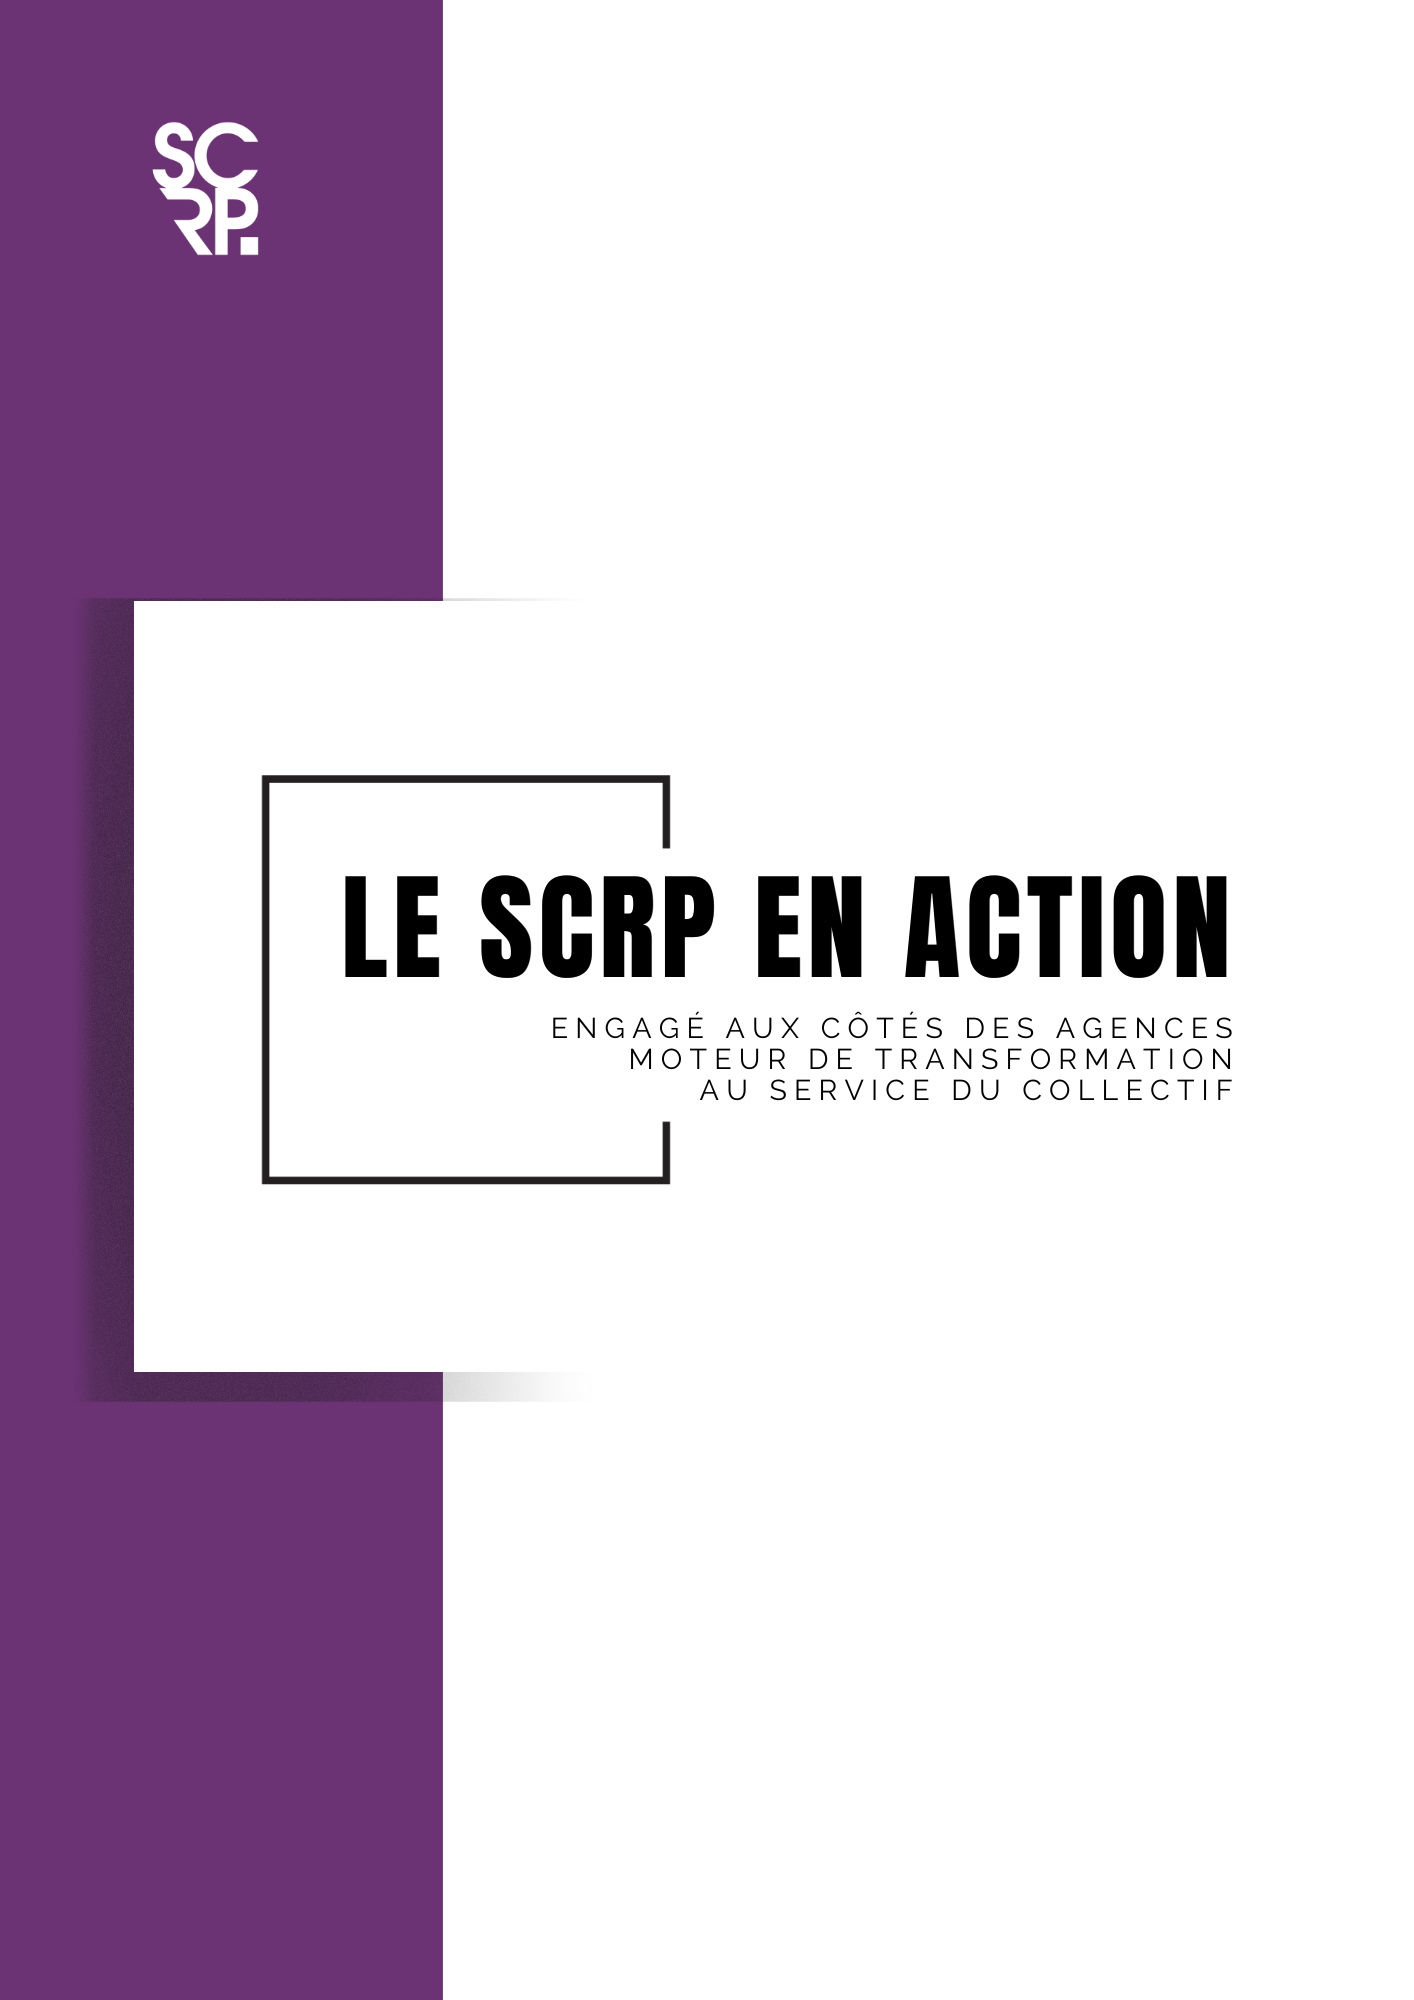 SC
RP.
LE SCRP EN ACTION
ENGAGÉ AUX CÔTÉS DES AGENCES
MOTEUR DE TRANSFORMATION
AU SERVICE DU COLLECTIF